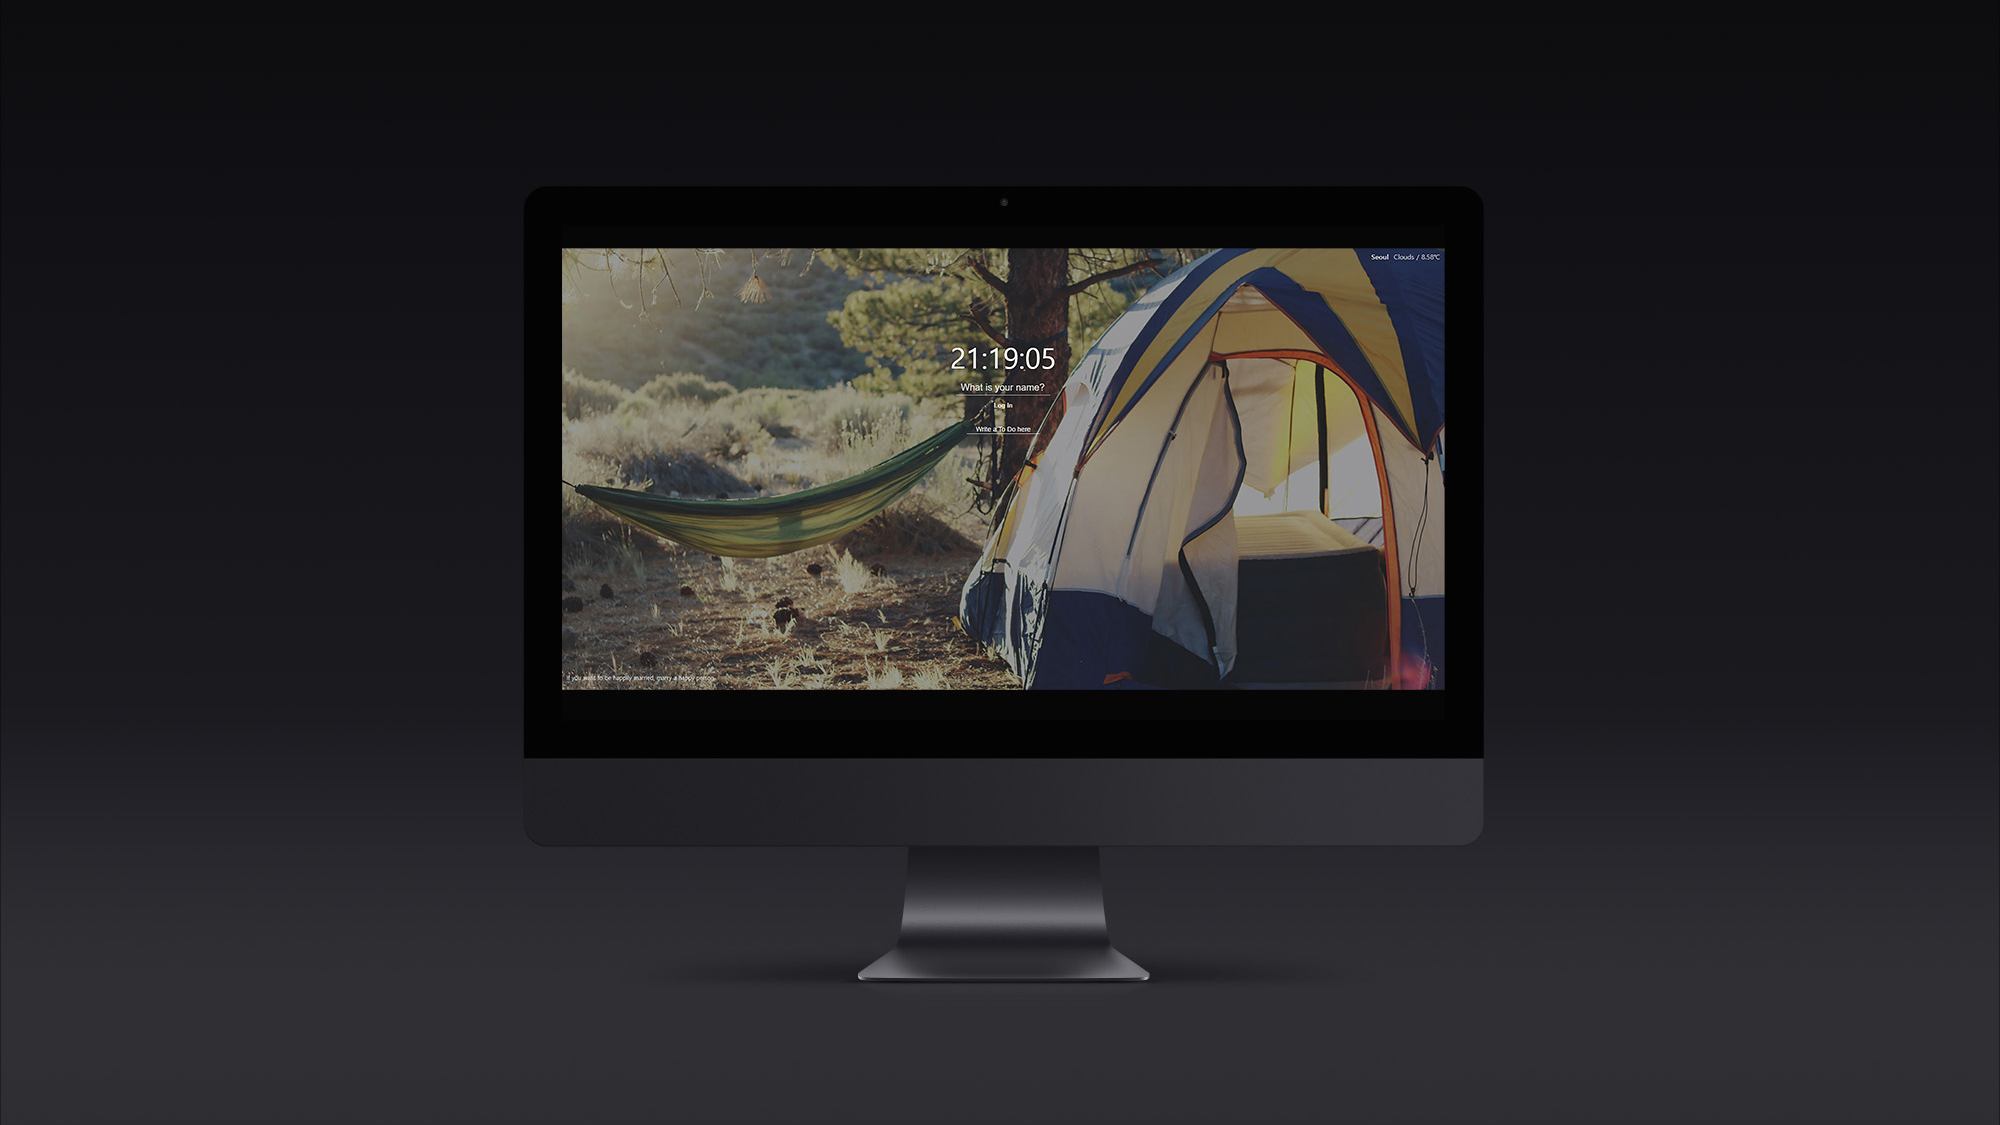 Seoul Clouds / 8.58℃
21:19:05
What is your name?
Log In
Write a To Do here
If you want to be happily married, marry a happy person.